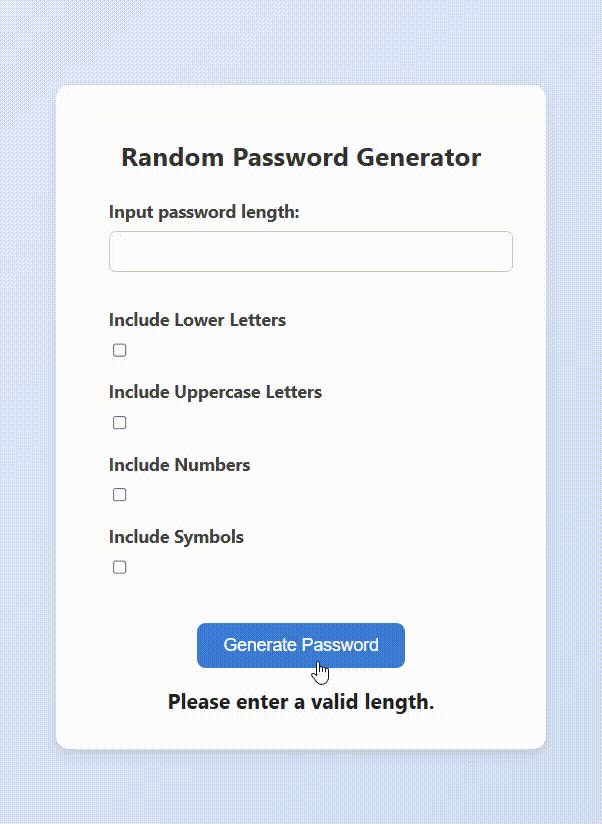 Random Password Generator
Input password length:
Include Lower Letters
Include Uppercase Letters
Include Numbers
Include Symbols
Generate Password
Please enter a valid length.